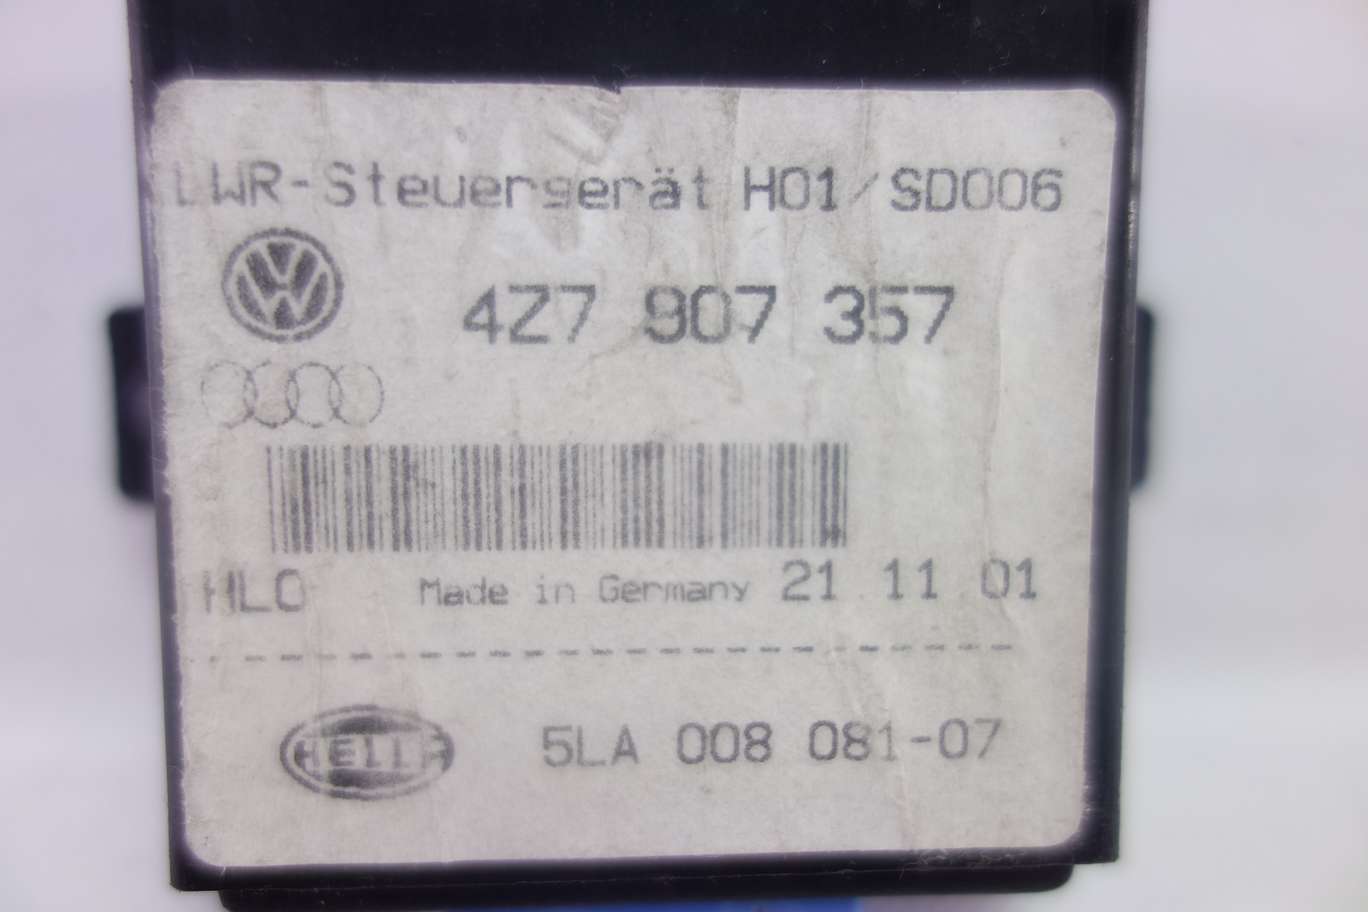 LWR-Steuergerät H01/SD006
4Z7 907 357
HLO Made in Germany 21 11 01
HELLA 5LA 008 081-07